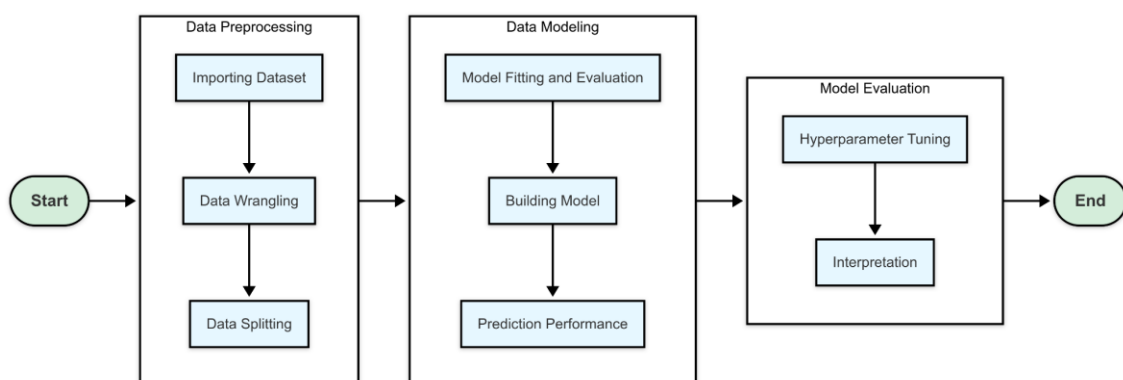 Start
Data Preprocessing
Importing Dataset
Data Wrangling
Data Splitting
Data Modeling
Model Fitting and Evaluation
Building Model
Prediction Performance
Model Evaluation
Hyperparameter Tuning
Interpretation
End